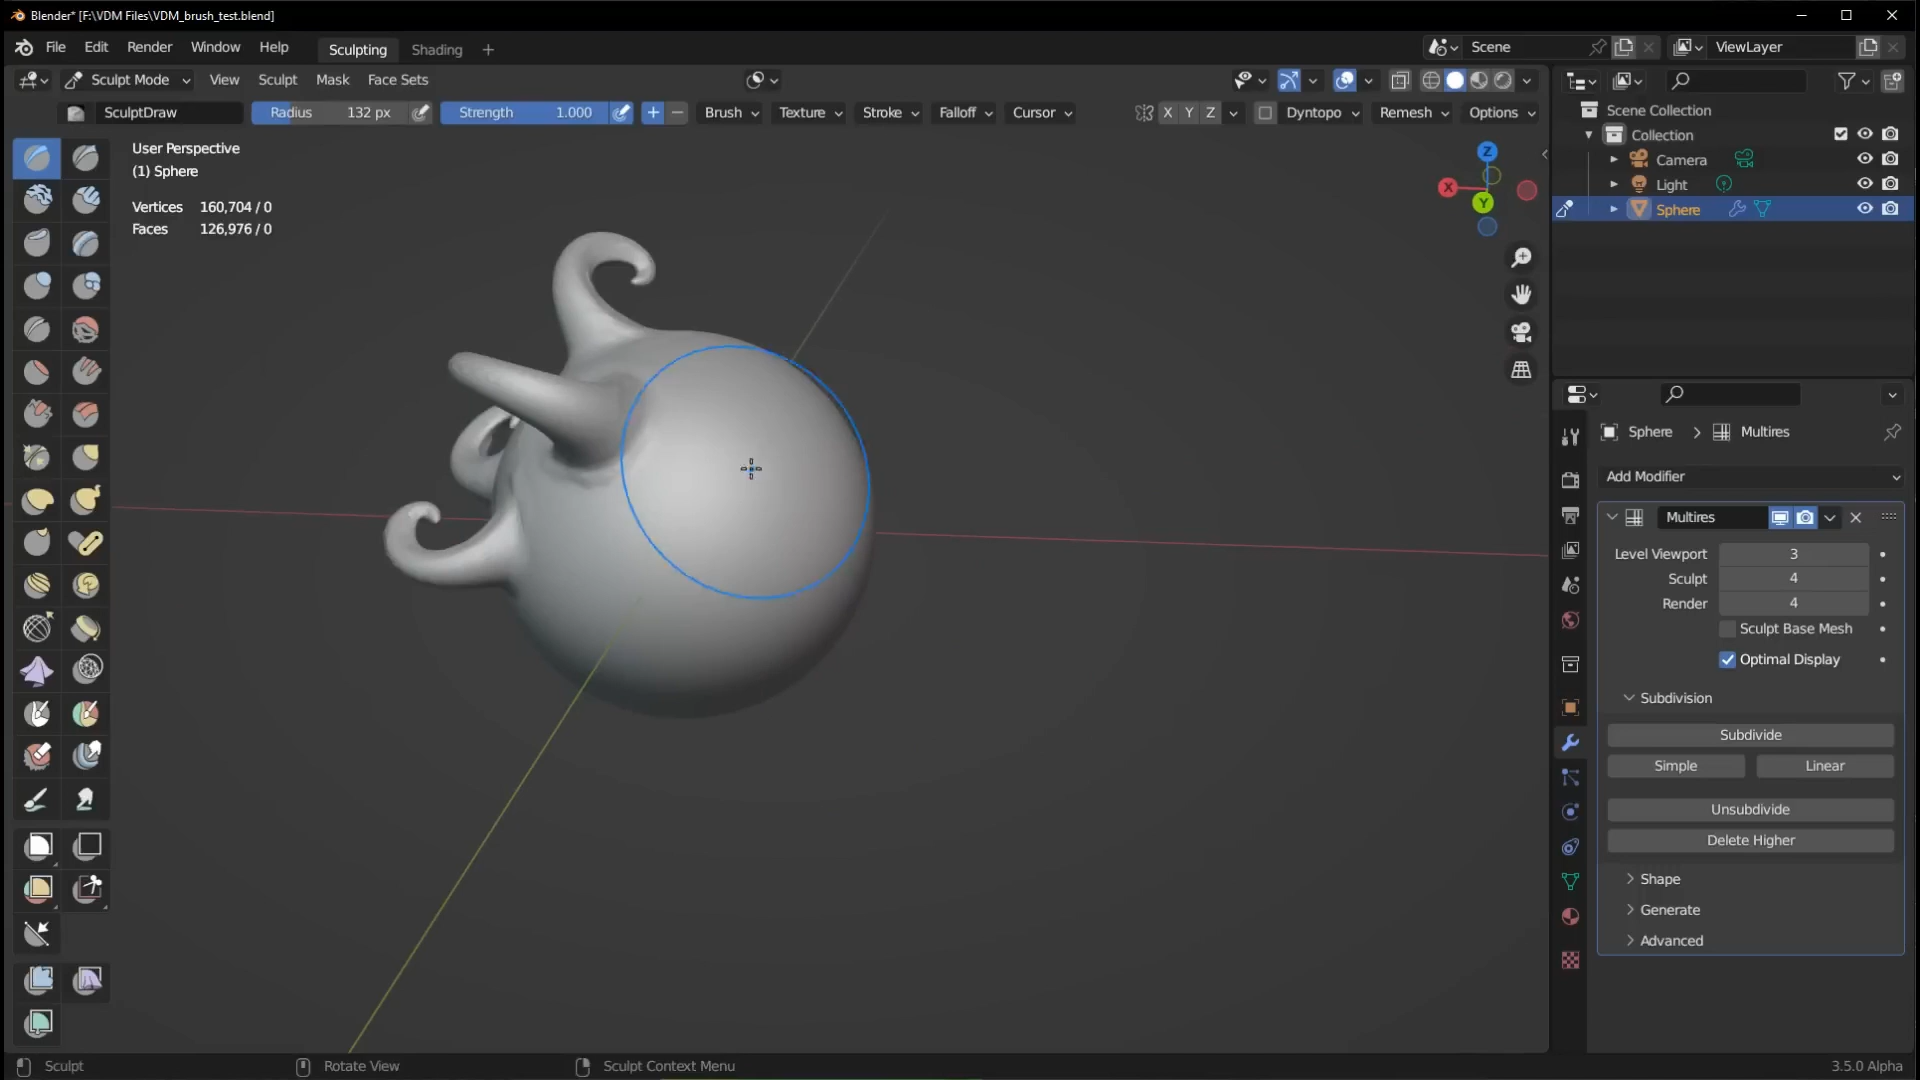 Blender* [F:\VDM Files\VDM_brush_test.blend]
File Edit Render Window Help Sculpting Shading + Scene ViewLayer
Sculpt Mode View Sculpt Mask Face Sets
SculptDraw Radius 132 px Strength 1.000 Brush Texture Stroke Falloff Cursor X Y Z Dyntopo Remesh Options
User Perspective
(1) Sphere
Vertices 160,704 / 0
Faces 126,976 / 0
Z
X
Y
Scene Collection
Collection
Camera
Light
Sphere
Sphere > Multires
Add Modifier
Multires
Level Viewport 3
Sculpt 4
Render 4
Sculpt Base Mesh
Optimal Display
Subdivision
Subdivide
Simple Linear
Unsubdivide
Delete Higher
Shape
Generate
Advanced
Sculpt Rotate View Sculpt Context Menu 3.5.0 Alpha